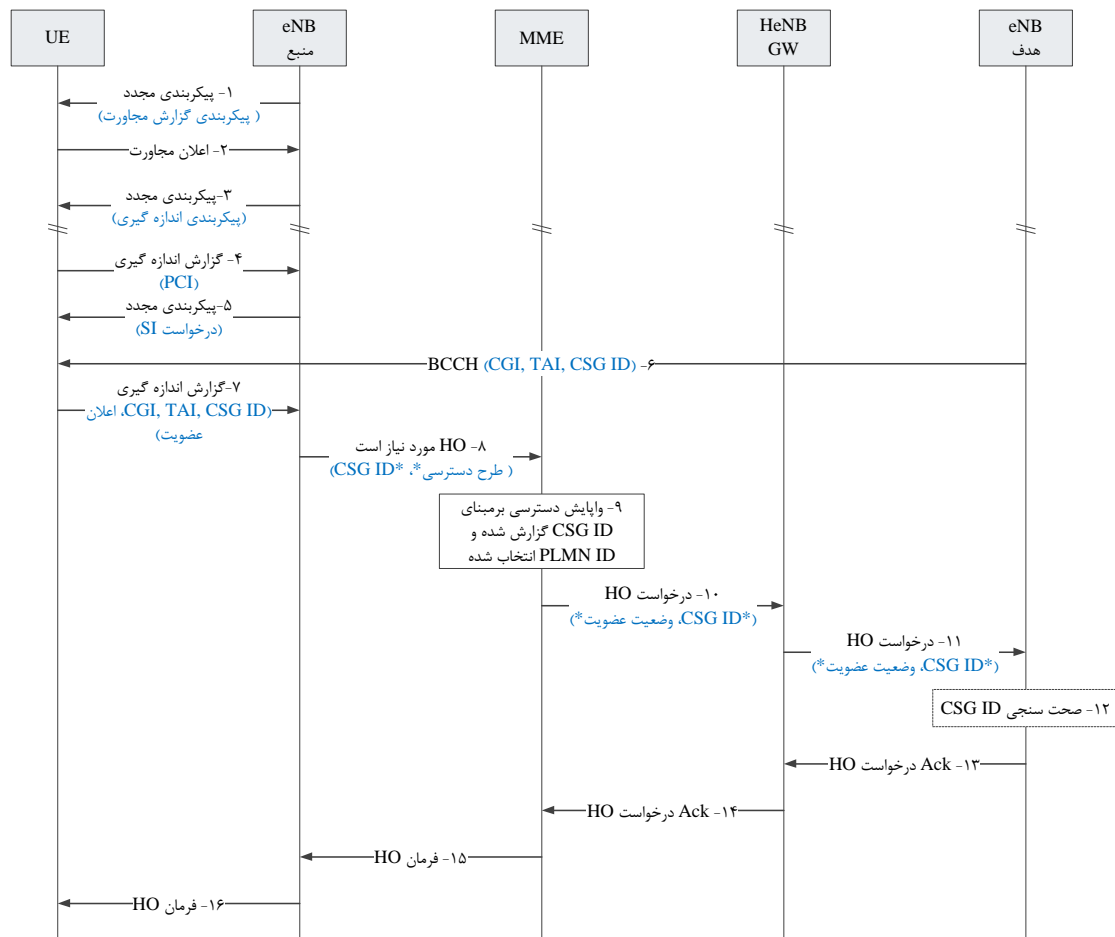 UE
eNB
منبع
MME
HeNB
GW
eNB
هدف
۱- پیکربندی مجدد
( پیکربندی گزارش مجاورت)
۲- اعلان مجاورت
۳-پیکربندی مجدد
(پیکربندی اندازه گیری)
۴- گزارش اندازه گیری
(PCI)
۵-پیکربندی مجدد
(درخواست SI)
۶- BCCH (CGI, TAI, CSG ID)
۷-گزارش اندازه گیری
(CGI, TAI, CSG ID، اعلان
عضویت)
۸- HO مورد نیاز است
( طرح دسترسی*، CSG ID*)
۹- واپایش دسترسی برمبنای
CSG ID گزارش شده و
PLMN ID انتخاب شده
۱۰- درخواست HO
(CSG ID*، وضعیت عضویت*)
۱۱- درخواست HO
(CSG ID*، وضعیت عضویت*)
۱۲- صحت سنجی CSG ID
۱۳- Ack درخواست HO
۱۴- Ack درخواست HO
۱۵- فرمان HO
۱۶- فرمان HO